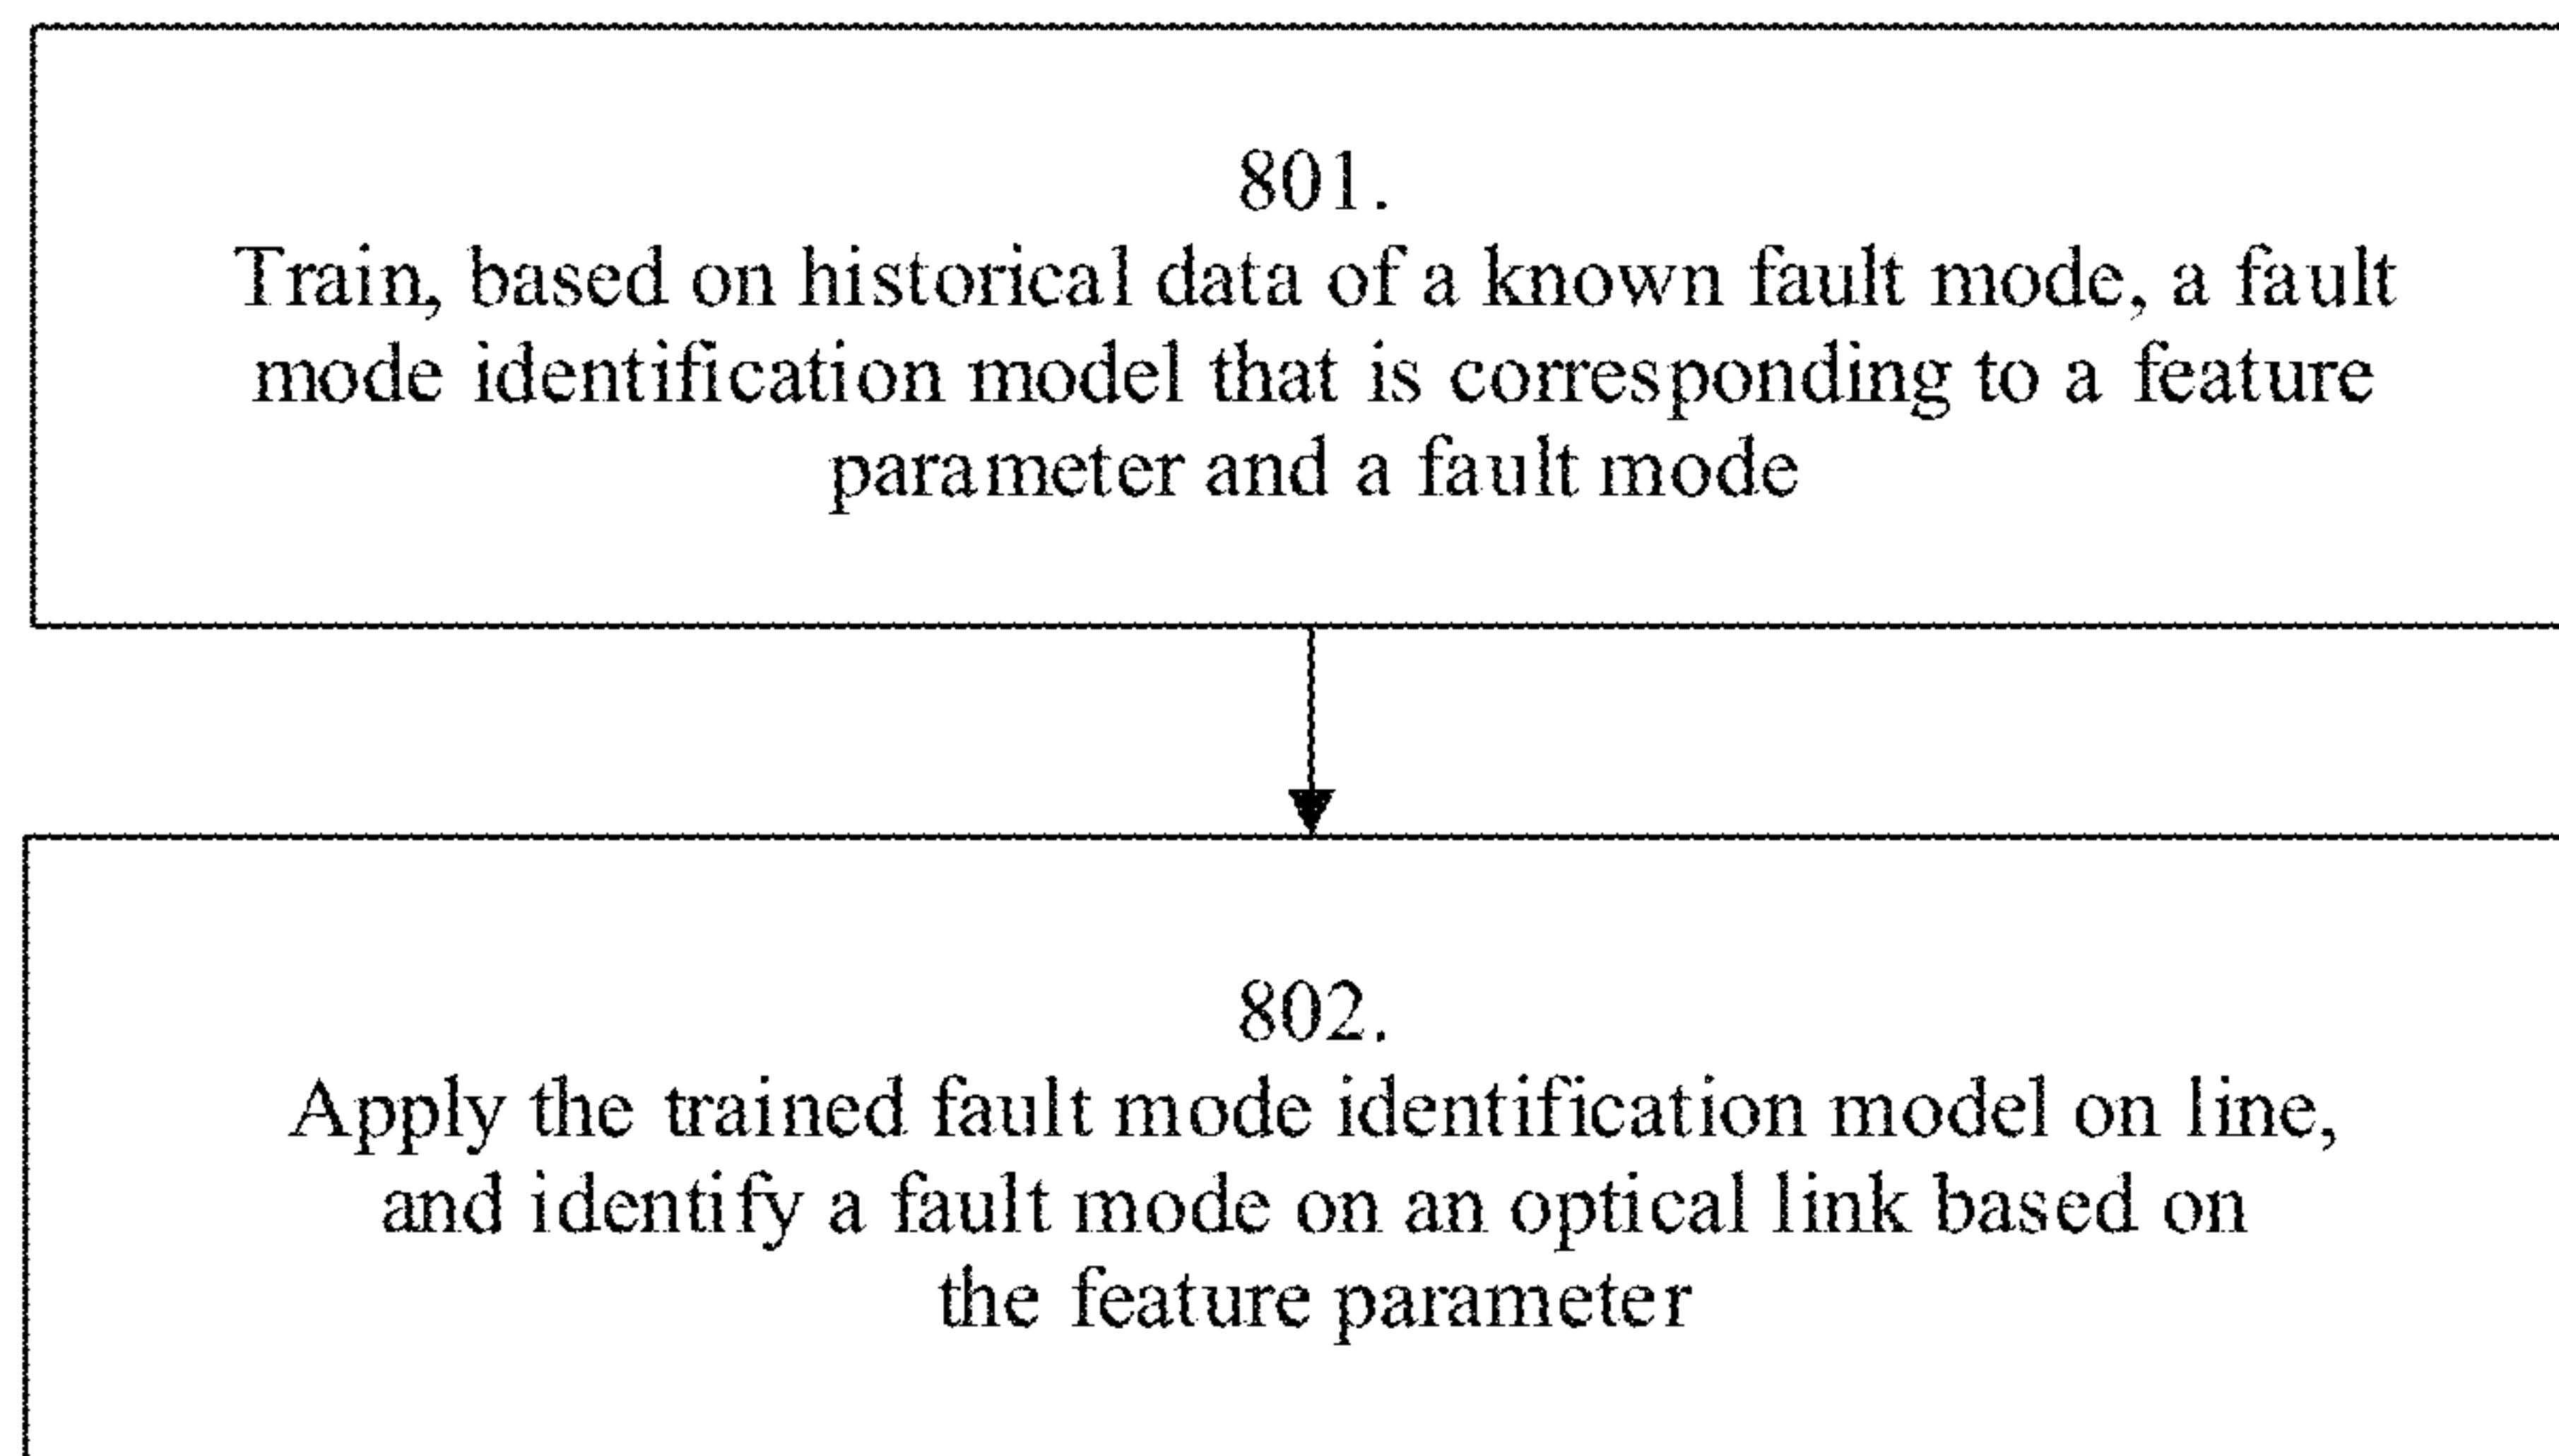 801.
Train, based on historical data of a known fault mode, a fault
mode identification model that is corresponding to a feature
parameter and a fault mode
802.
Apply the trained fault mode identification model on line,
and identify a fault mode on an optical link based on
the feature parameter